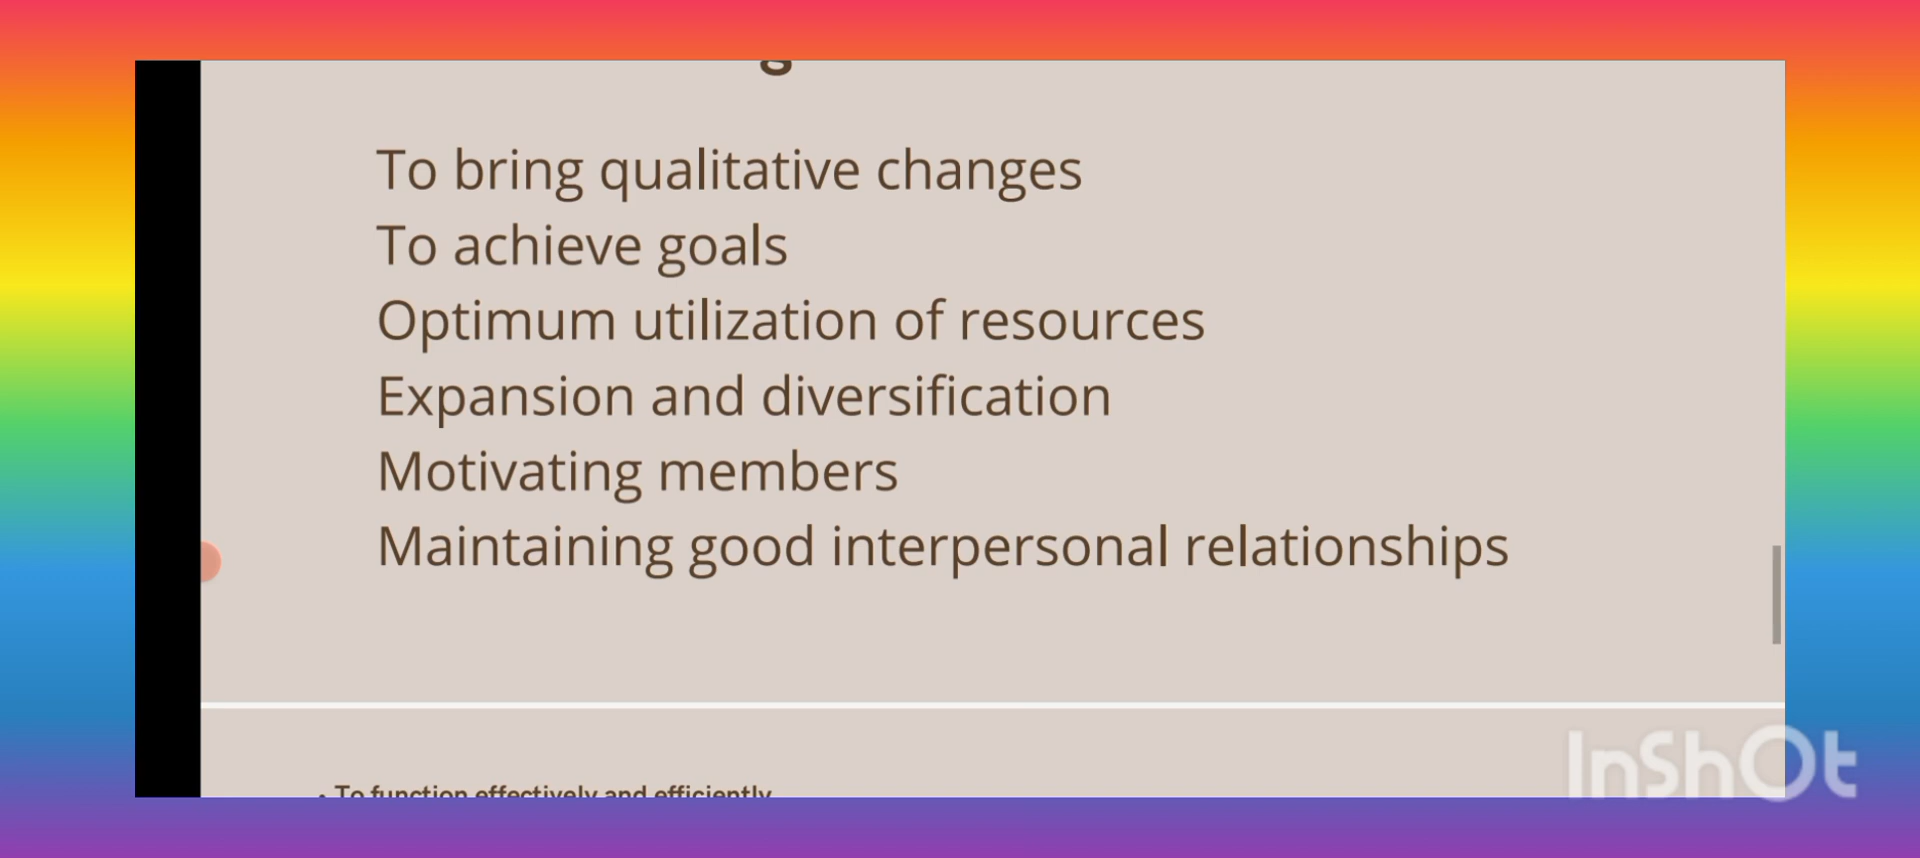 To bring qualitative changes
To achieve goals
Optimum utilization of resources
Expansion and diversification
Motivating members
Maintaining good interpersonal relationships
• To function effectively and efficiently
InShOt